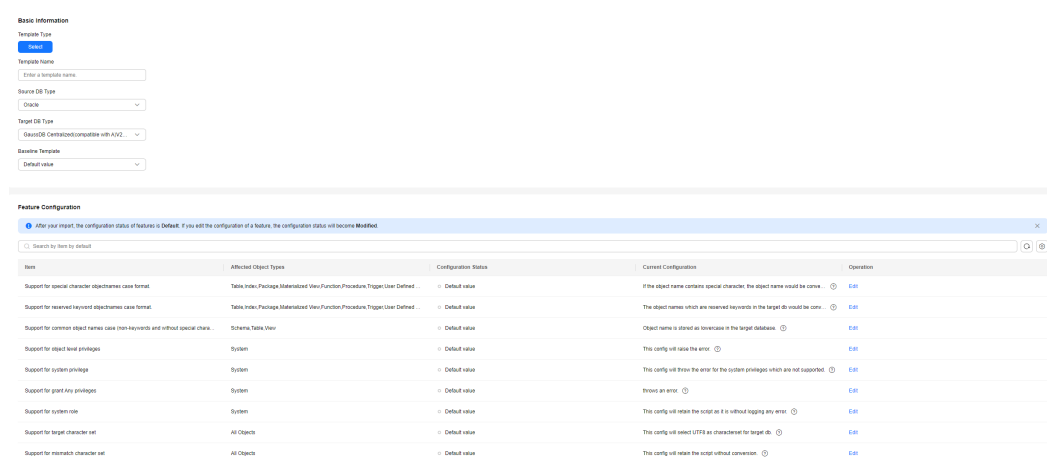 Basic Information
Template Type
Select
Template Name
Enter a template name.
Source DB Type
Oracle
Target DB Type
GaussDB Centralized(compatible with A)V2...
Baseline Template
Default value
Feature Configuration
After your import, the configuration status of features is Default. If you edit the configuration of a feature, the configuration status will become Modified.
Search by Item by default
Item Affected Object Types Configuration Status Current Configuration Operation
Support for special character objectnames case format. Table,Index,Package,Materialized View,Function,Procedure,Trigger,User Defined ... Default value If the object name contains special character, the object name would be conve... Edit
Support for reserved keyword objectnames case format. Table,Index,Package,Materialized View,Function,Procedure,Trigger,User Defined ... Default value The object names which are reserved keywords in the target db would be conv... Edit
Support for common object names case (non-keywords and without special chara... Schema,Table,View Default value Object name is stored as lowercase in the target database. Edit
Support for object level privileges System Default value This config will raise the error. Edit
Support for system privilege System Default value This config will throw the error for the system privileges which are not supported. Edit
Support for grant Any privileges System Default value throws an error. Edit
Support for system role System Default value This config will retain the script as it is without logging any error. Edit
Support for target character set All Objects Default value This config will select UTF8 as characterset for target db. Edit
Support for mismatch character set All Objects Default value This config will retain the script without conversion. Edit